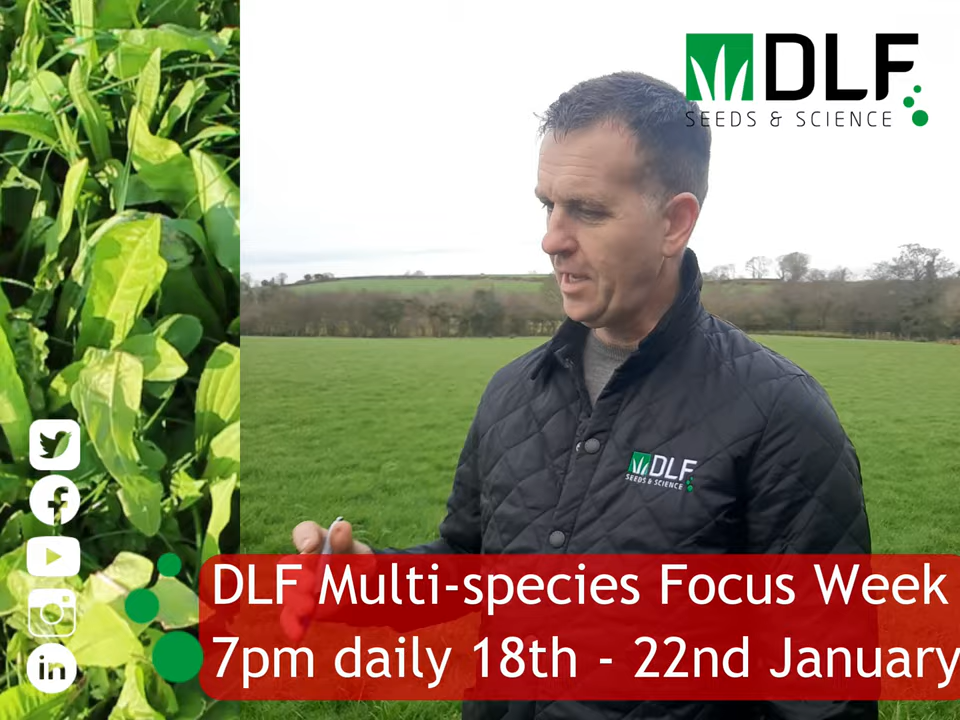 DLF
SEEDS & SCIENCE
DLF
SEEDS & SCIENCE
DLF Multi-species Focus Week
7pm daily 18th - 22nd January